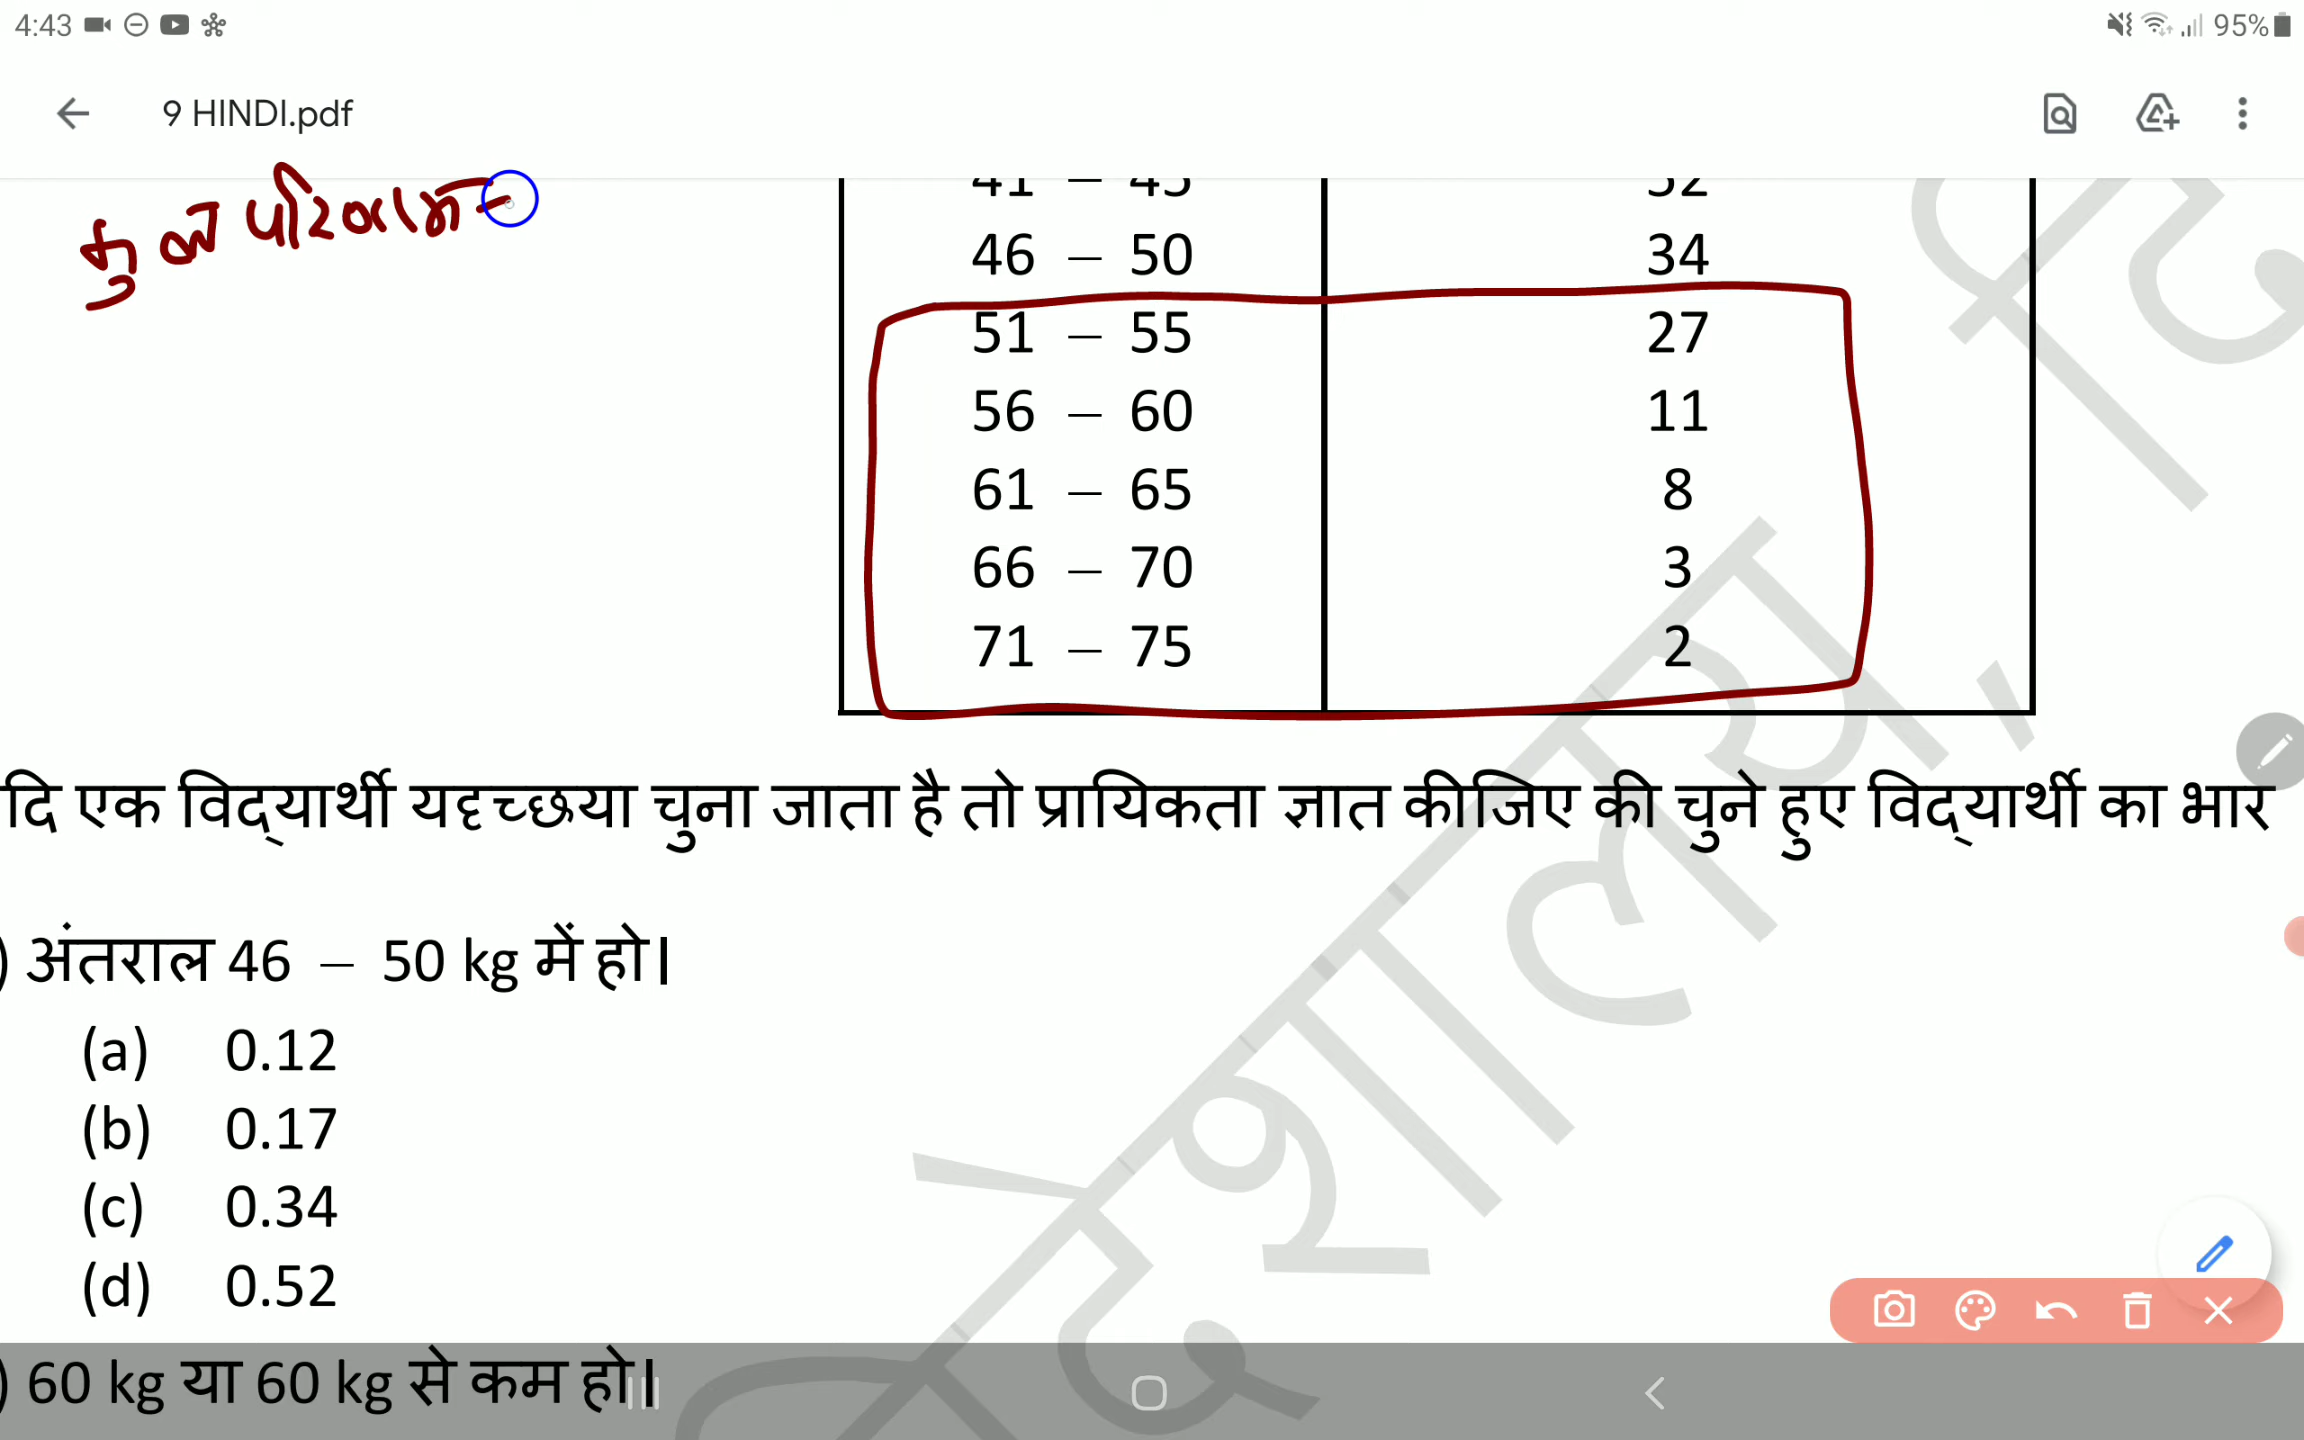 4:43 95%
9 HINDI.pdf
46 – 50 34
51 – 55 27
56 – 60 11
61 – 65 8
66 – 70 3
71 – 75 2
दि एक विद्यार्थी यदृच्छया चुना जाता है तो प्रायिकता ज्ञात कीजिए की चुने हुए विद्यार्थी का भार
) अंतराल 46 – 50 kg में हो।
(a) 0.12
(b) 0.17
(c) 0.34
(d) 0.52
) 60 kg या 60 kg से कम हो।